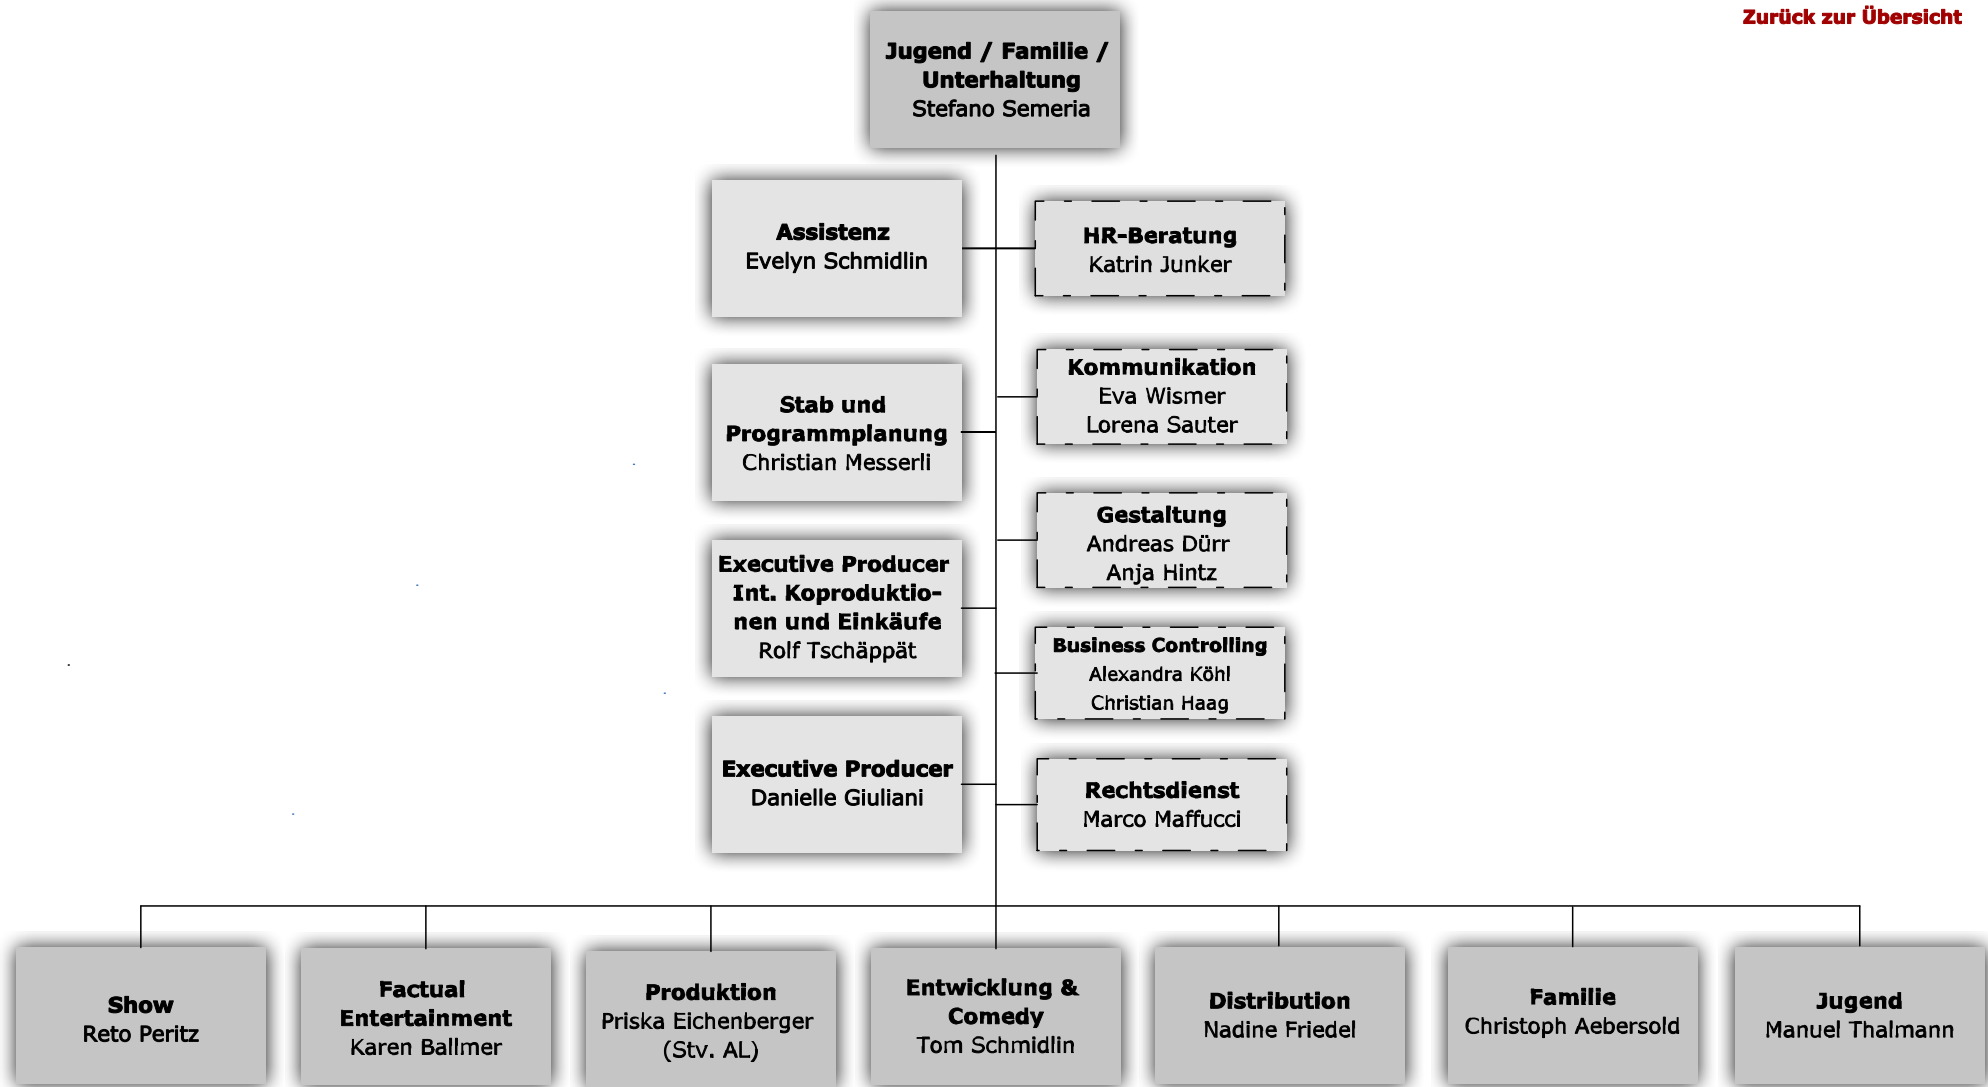 Zurück zur Übersicht
Jugend / Familie /
Unterhaltung
Stefano Semeria
Assistenz
Evelyn Schmidlin
HR-Beratung
Katrin Junker
Stab und
Programmplanung
Christian Messerli
Kommunikation
Eva Wismer
Lorena Sauter
Executive Producer
Int. Koproduktio-
nen und Einkäufe
Rolf Tschäppät
Gestaltung
Andreas Dürr
Anja Hintz
Business Controlling
Alexandra Köhl
Christian Haag
Executive Producer
Danielle Giuliani
Rechtsdienst
Marco Maffucci
Show
Reto Peritz
Factual
Entertainment
Karen Ballmer
Produktion
Priska Eichenberger
(Stv. AL)
Entwicklung &
Comedy
Tom Schmidlin
Distribution
Nadine Friedel
Familie
Christoph Aebersold
Jugend
Manuel Thalmann